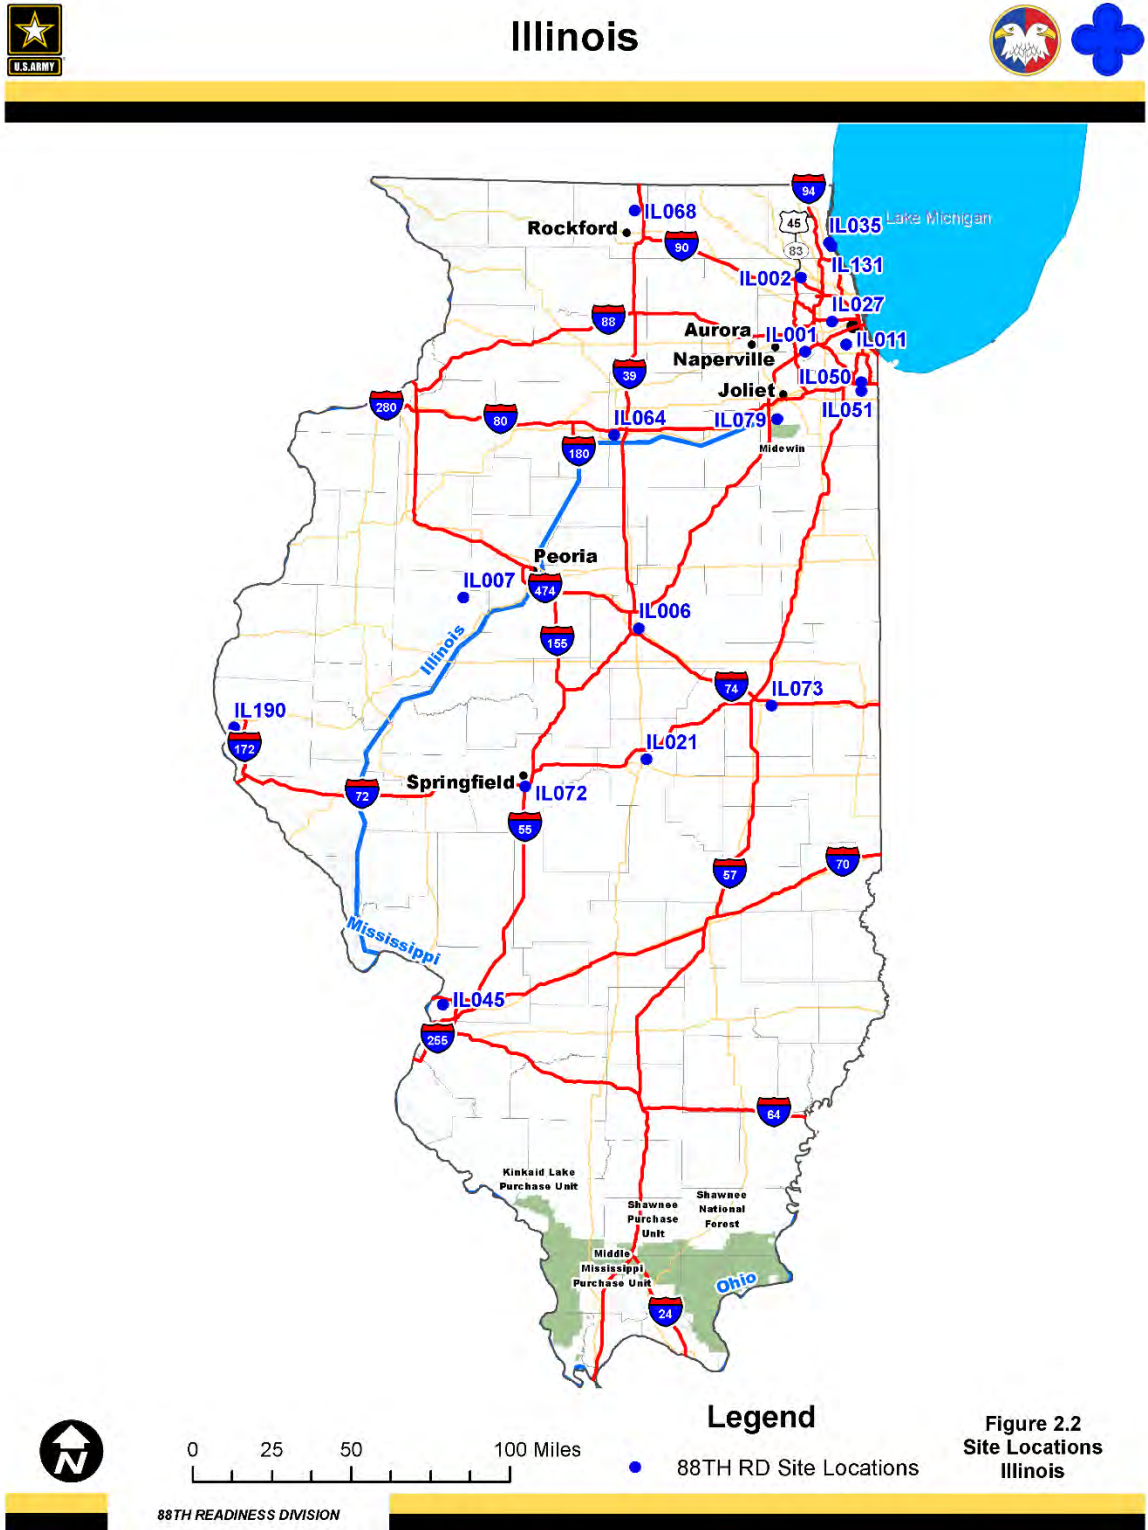 U.S.ARMY
Illinois
94
45
83
Lake Michigan
IL068
Rockford
90
IL035
IL131
IL002
IL027
88
Aurora
IL001
IL011
Naperville
39
IL050
Joliet
IL051
280
80
IL064
IL079
180
Midewin
Peoria
IL007
474
IL006
155
Illinois
74
IL073
IL190
172
IL021
Springfield
IL072
72
55
57
70
Mississippi
IL045
255
64
Kinkaid Lake
Purchase Unit
Shawnee
Purchase
Unit
Shawnee
National
Forest
Middle
Mississippi
Purchase Unit
Ohio
24
Legend
88TH RD Site Locations
Figure 2.2
Site Locations
Illinois
N
0 25 50 100 Miles
88TH READINESS DIVISION